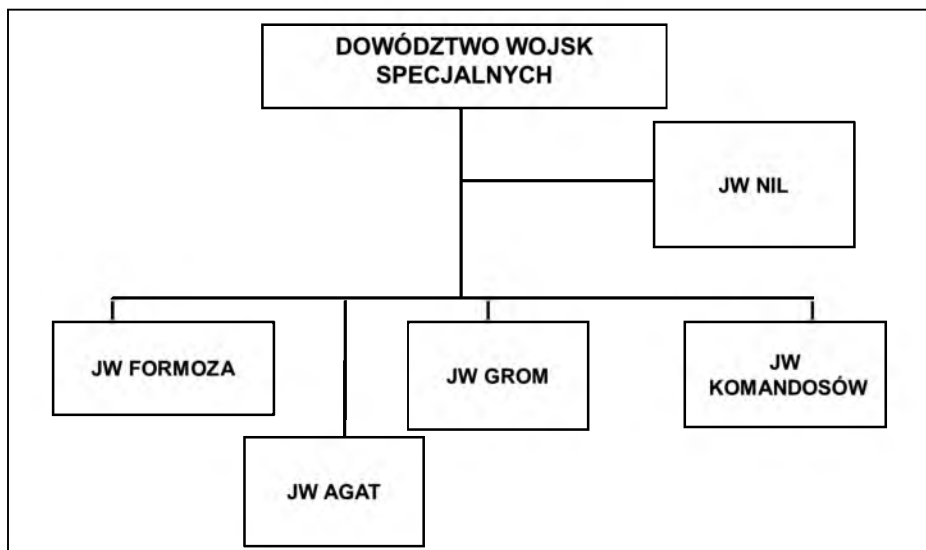 DOWÓDZTWO WOJSK
SPECJALNYCH
JW NIL
JW FORMOZA
JW GROM
JW
KOMANDOSÓW
JW AGAT